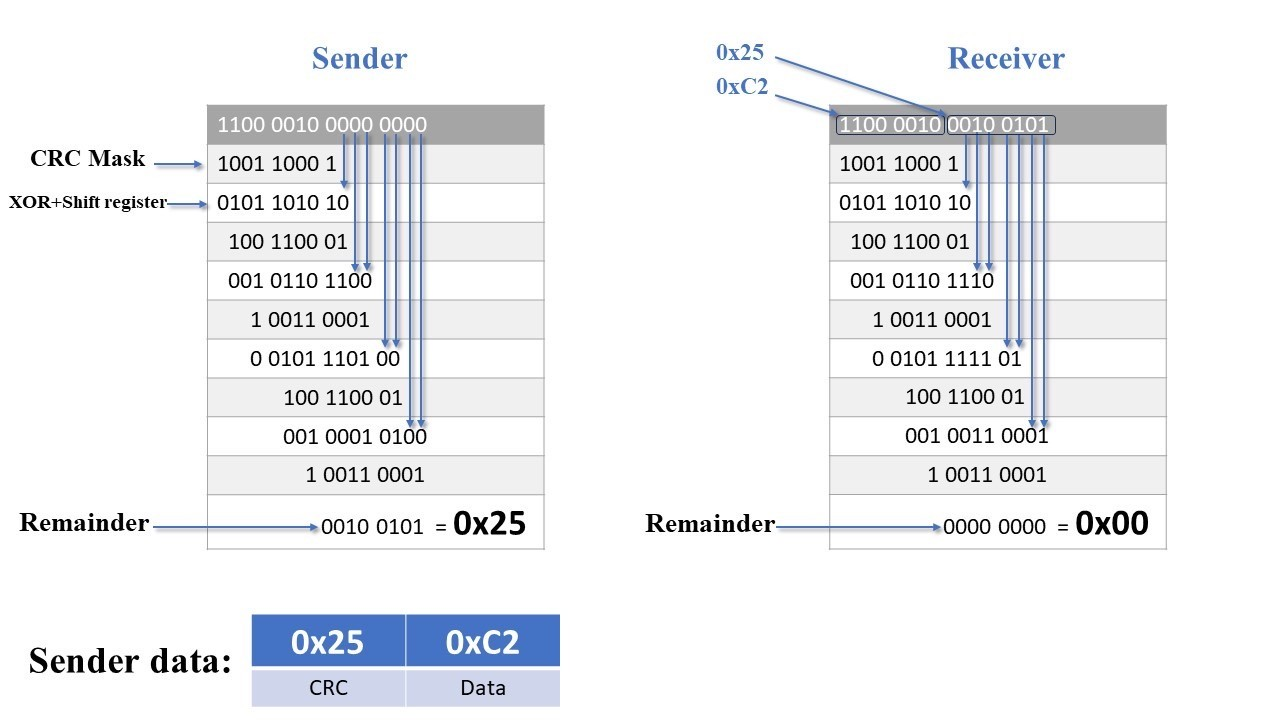 Sender
1100 0010 0000 0000
CRC Mask
1001 1000 1
XOR+Shift register
0101 1010 10
100 1100 01
001 0110 1100
1 0011 0001
0 0101 1101 00
100 1100 01
001 0001 0100
1 0011 0001
Remainder
0010 0101 = 0x25
0x25
0xC2
Receiver
1100 0010 0010 0101
1001 1000 1
0101 1010 10
100 1100 01
001 0110 1110
1 0011 0001
0 0101 1111 01
100 1100 01
001 0011 0001
1 0011 0001
Remainder
0000 0000 = 0x00
Sender data:
0x25 0xC2
CRC Data